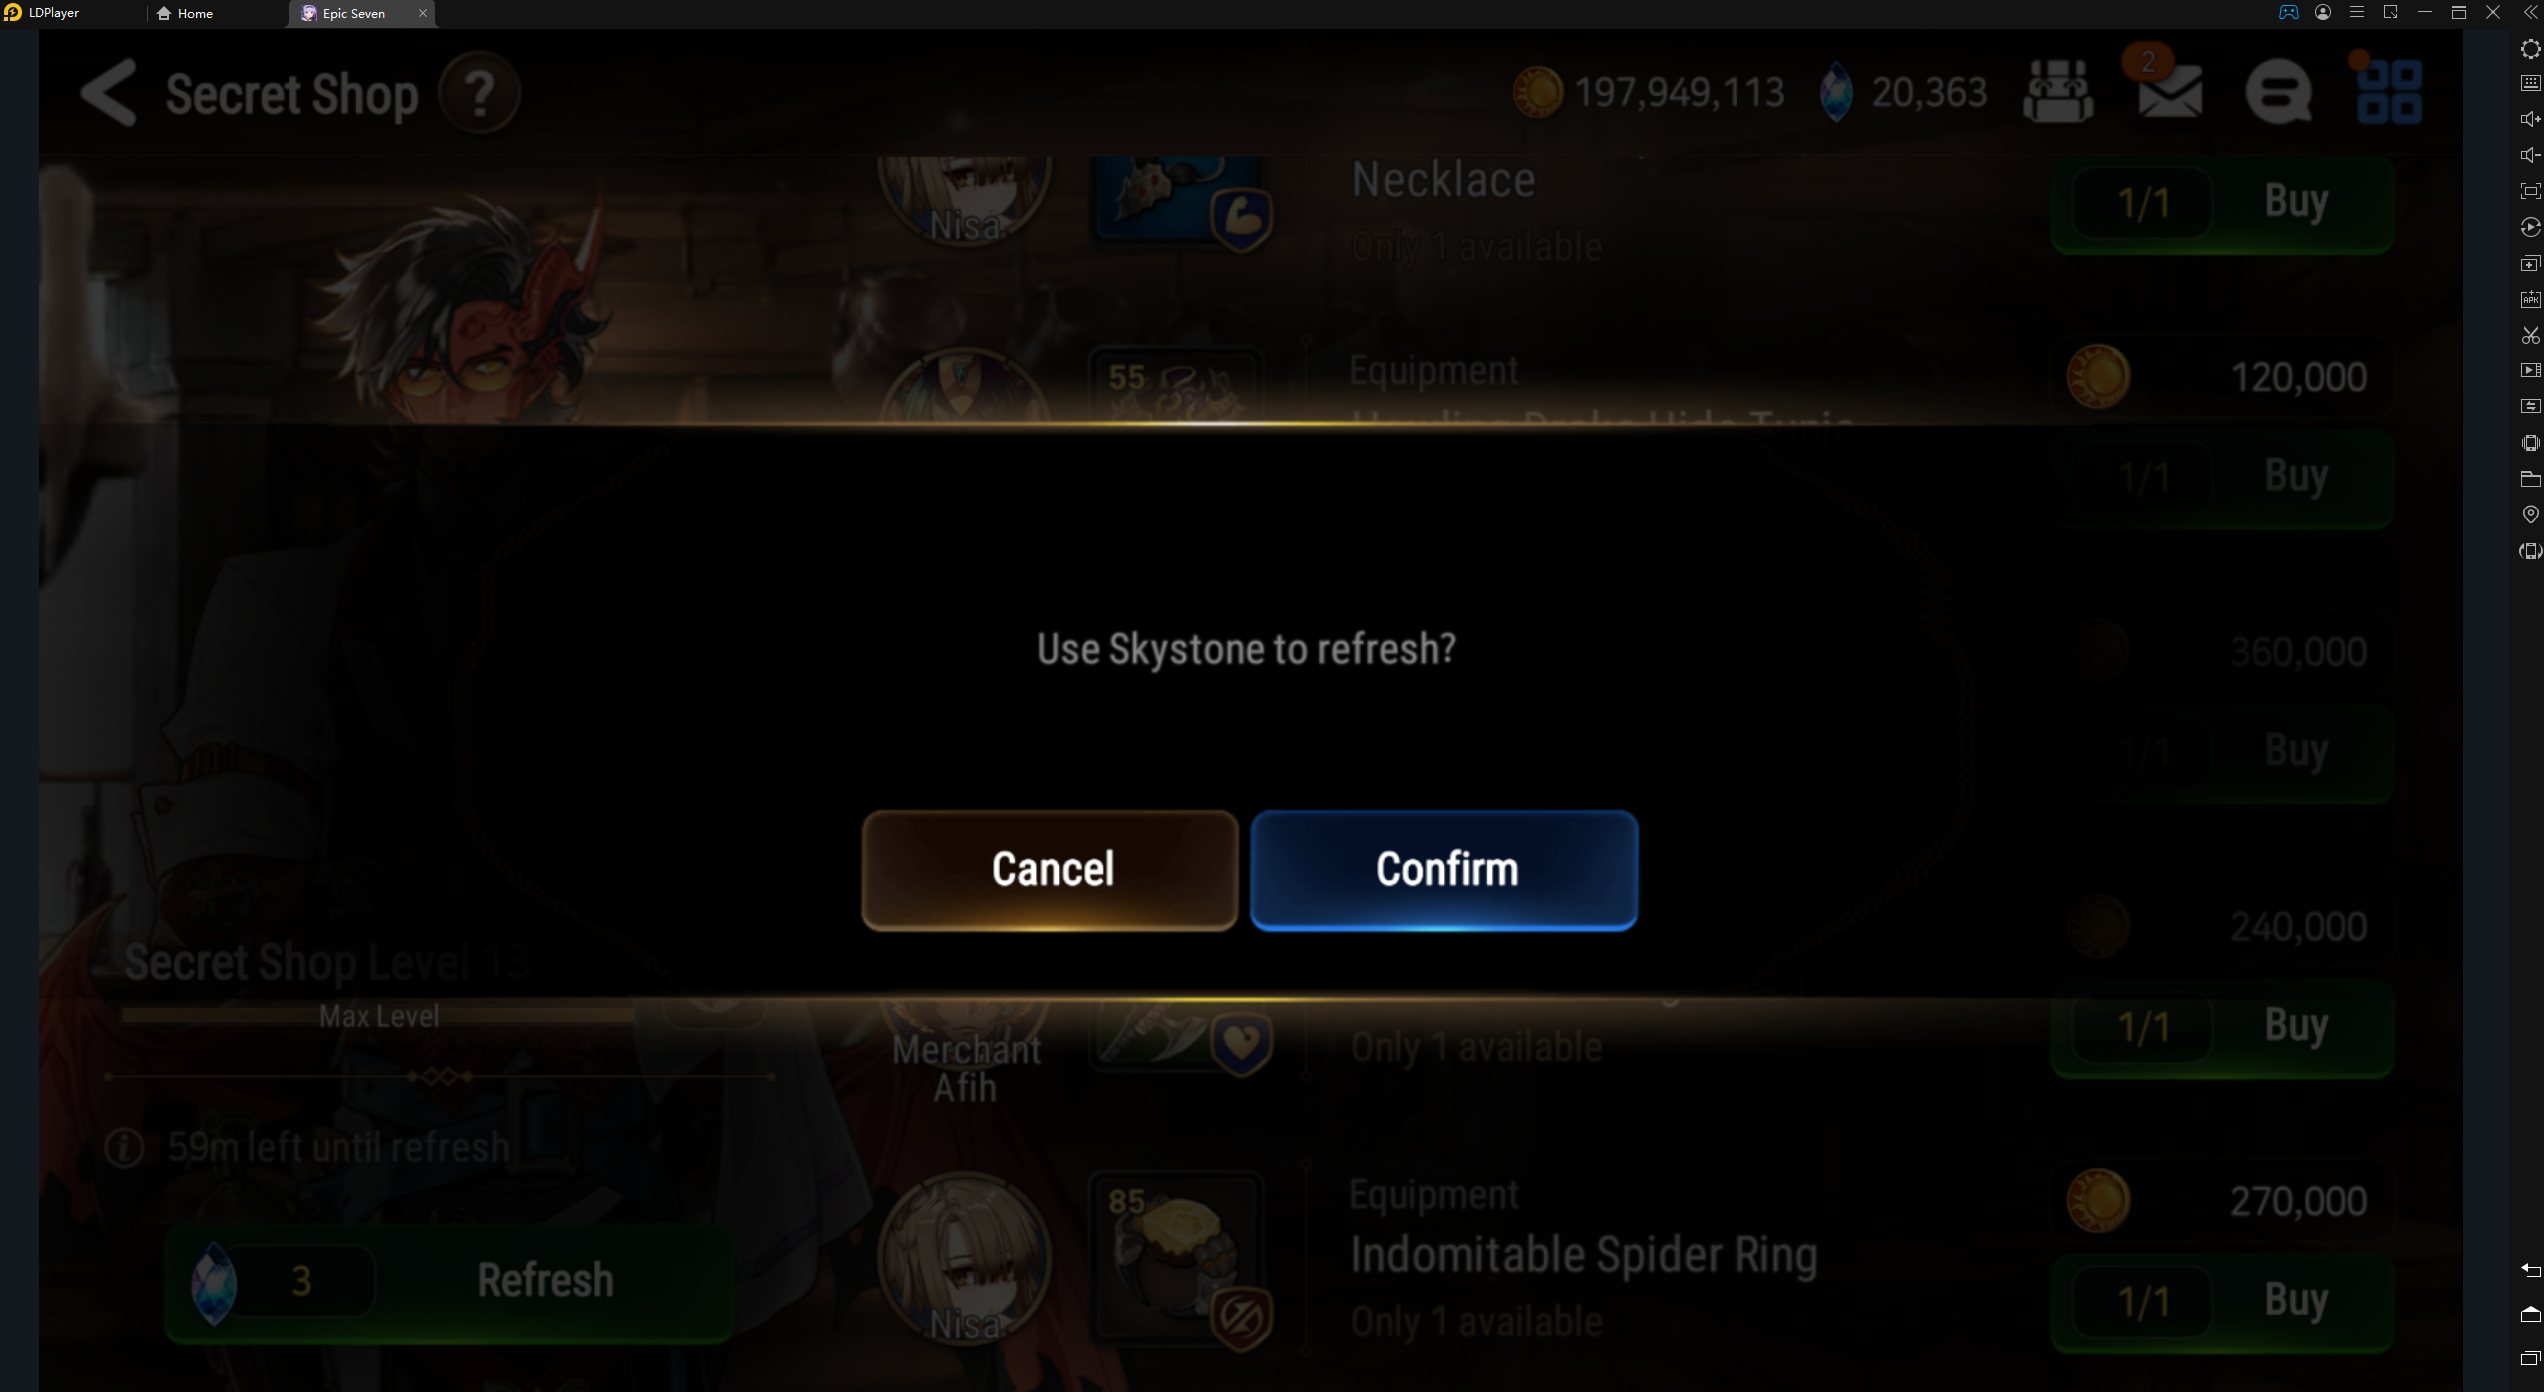 LDPlayer
Home
Epic Seven
Secret Shop
?
197,949,113
20,363
2
Nisa
Necklace
Only 1 available
1/1
Buy
55
Equipment
120,000
1/1
Buy
Use Skystone to refresh?
360,000
1/1
Buy
Cancel
Confirm
240,000
Secret Shop Level 13
Max Level
Merchant
Afih
Only 1 available
1/1
Buy
59m left until refresh
Nisa
85
Equipment
Indomitable Spider Ring
Only 1 available
270,000
1/1
Buy
3
Refresh